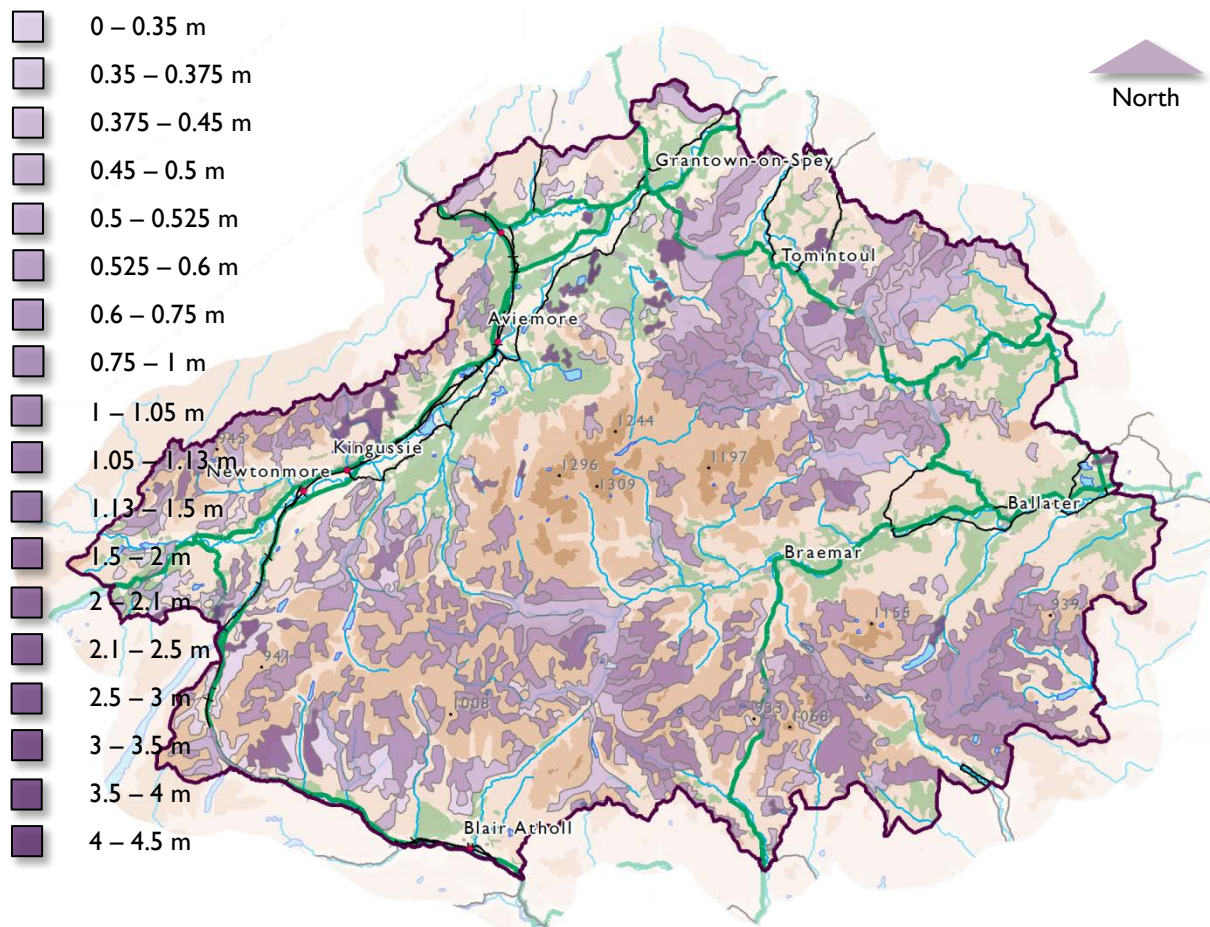 0 – 0.35 m
0.35 – 0.375 m
0.375 – 0.45 m
0.45 – 0.5 m
0.5 – 0.525 m
0.525 – 0.6 m
0.6 – 0.75 m
0.75 – 1 m
1 – 1.05 m
1.05 – 1.13 m
1.13 – 1.5 m
1.5 – 2 m
2 – 2.1 m
2.1 – 2.5 m
2.5 – 3 m
3 – 3.5 m
3.5 – 4 m
4 – 4.5 m
North
Grantown-on-Spey
Tomintoul
Aviemore
1244
945
Kingussie
1197
Newtonmore
1296
1309
Ballater
Braemar
1155
939
941
1008
933
1068
Blair Atholl